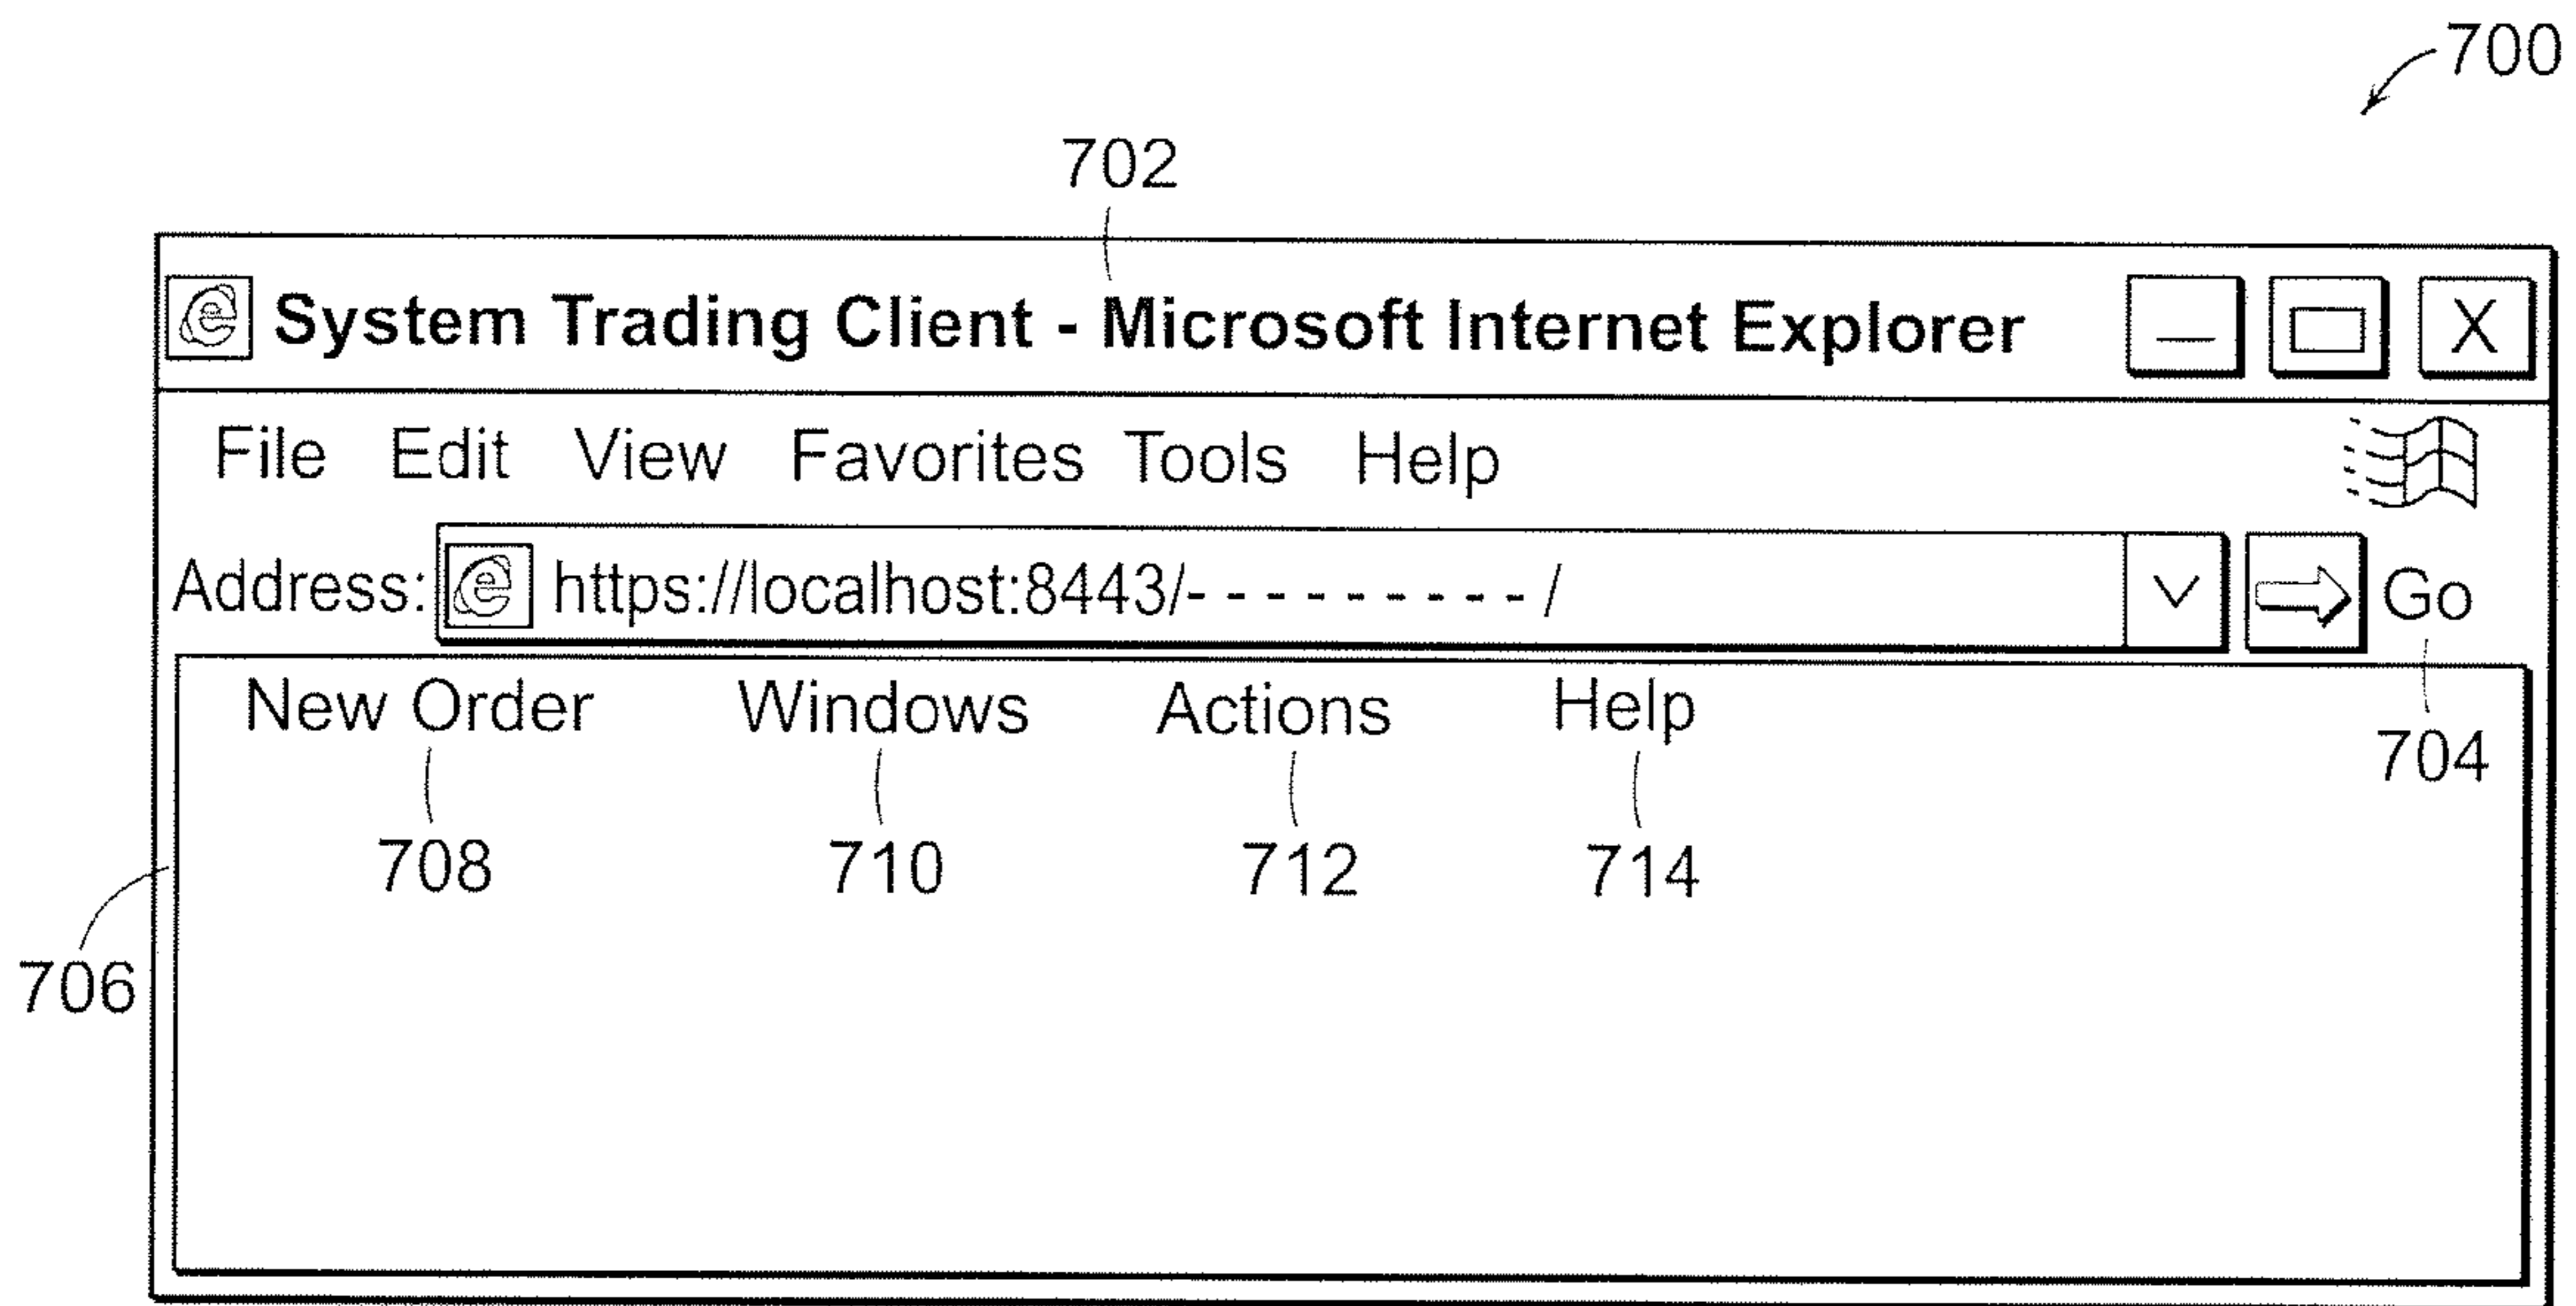 700
702
System Trading Client - Microsoft Internet Explorer
File Edit View Favorites Tools Help
Address: https://localhost:8443/- - - - - - - - - /
Go
New Order Windows Actions Help
704
708 710 712 714
706